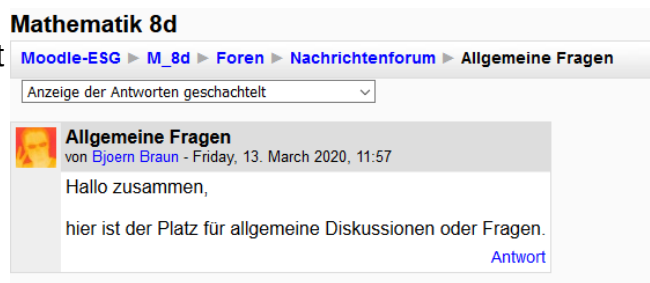 Mathematik 8d
t
Moodle-ESG ► M_8d ► Foren ► Nachrichtenforum ► Allgemeine Fragen
Anzeige der Antworten geschachtelt
Allgemeine Fragen
von Bjoern Braun - Friday, 13. March 2020, 11:57
Hallo zusammen,
hier ist der Platz für allgemeine Diskussionen oder Fragen.
Antwort